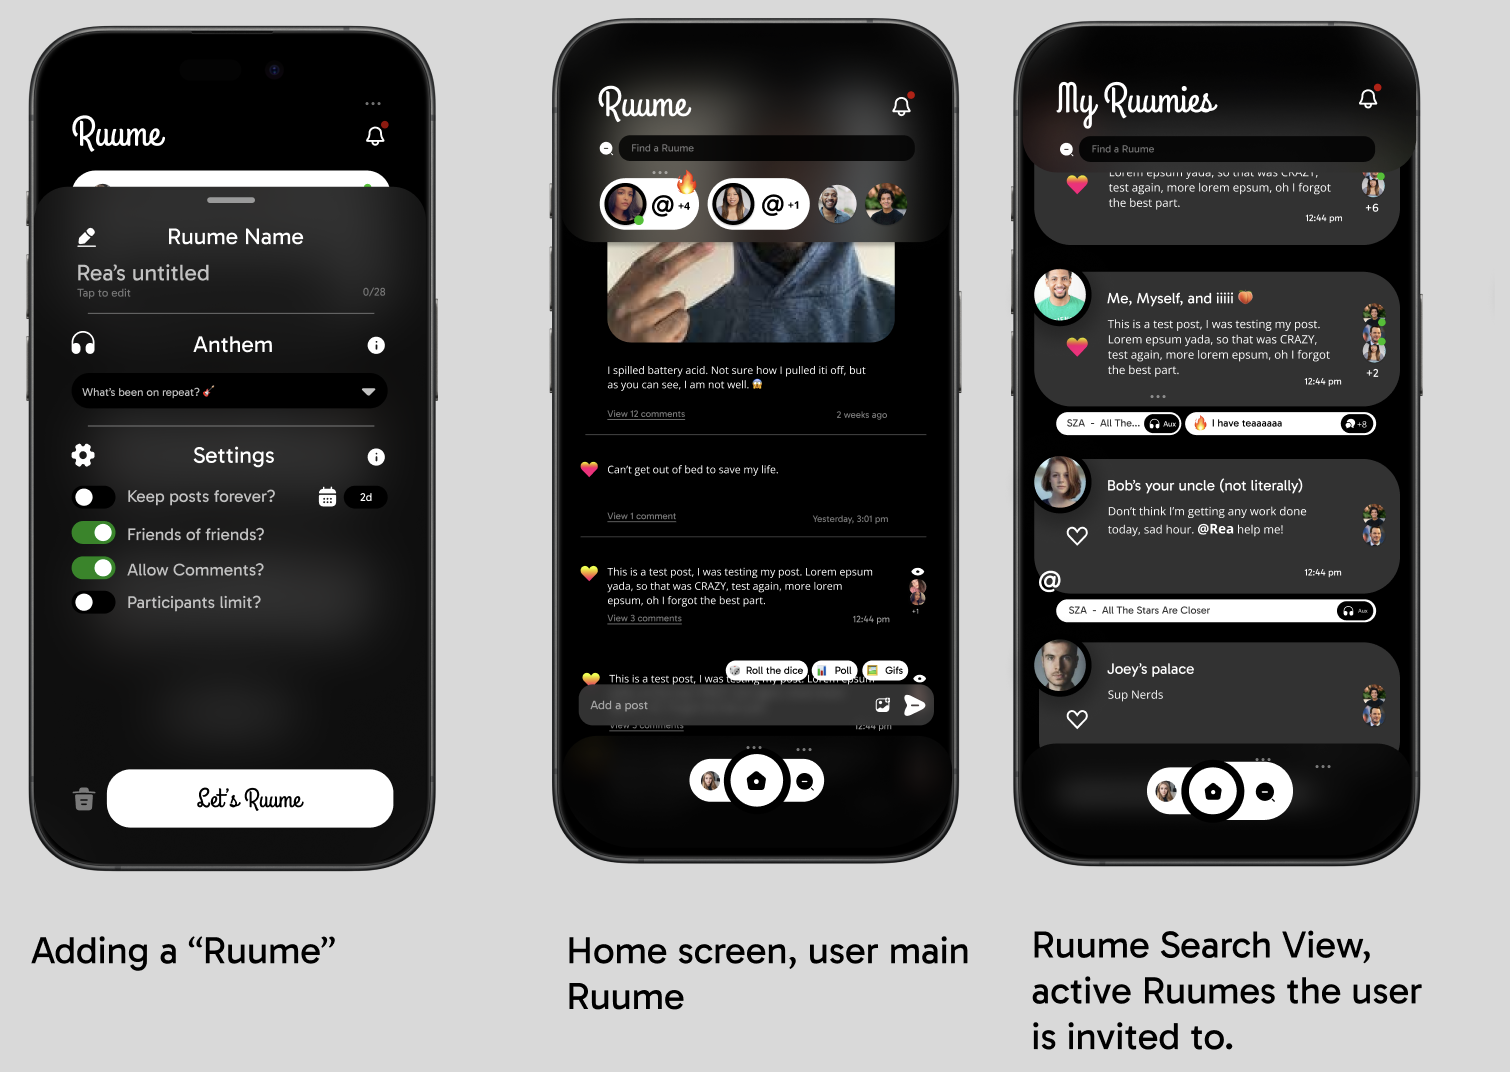 Ruume
Ruume Name
Rea’s untitled
Tap to edit
0/28
Anthem
What’s been on repeat? 🎸
Settings
Keep posts forever?
2d
Friends of friends?
Allow Comments?
Participants limit?
Let’s Ruume
Adding a “Ruume”
Ruume
Find a Ruume
@ +4
@ +1
I spilled battery acid. Not sure how I pulled iti off, but
as you can see, I am not well. 😱
View 12 comments
2 weeks ago
Can’t get out of bed to save my life.
View 1 comment
Yesterday, 3:01 pm
This is a test post, I was testing my post. Lorem epsum
yada, so that was CRAZY, test again, more lorem
epsum, oh I forgot the best part.
+1
View 3 comments
12:44 pm
Roll the dice
Poll
Gifs
This is a test post, I was testing my post. Lorem epsum
Add a post
View 3 comments
12:44 pm
Home screen, user main
Ruume
My Ruumies
Find a Ruume
Lorem epsum yada, so that was CRAZY,
test again, more lorem epsum, oh I forgot
the best part.
+6
12:44 pm
Me, Myself, and iiiii 🍑
This is a test post, I was testing my post.
Lorem epsum yada, so that was CRAZY,
test again, more lorem epsum, oh I forgot
the best part.
+2
12:44 pm
SZA - All The... Aux
🔥 I have teaaaaaa +8
Bob’s your uncle (not literally)
Don’t think I’m getting any work done
today, sad hour. @Rea help me!
12:44 pm
@
SZA - All The Stars Are Closer Aux
Joey’s palace
Sup Nerds
Ruume Search View,
active Ruumes the user
is invited to.